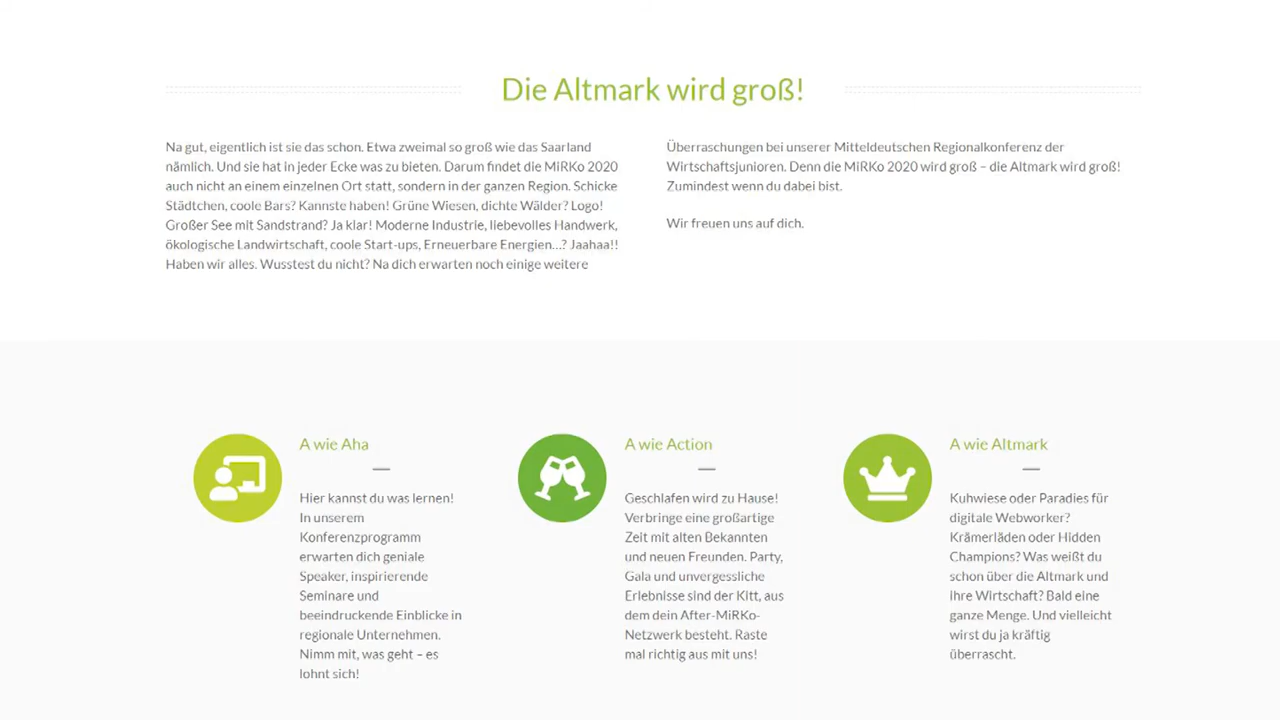 Die Altmark wird groß!
Na gut, eigentlich ist sie das schon. Etwa zweimal so groß wie das Saarland
nämlich. Und sie hat in jeder Ecke was zu bieten. Darum findet die MiRKo 2020
auch nicht an einem einzelnen Ort statt, sondern in der ganzen Region. Schicke
Städtchen, coole Bars? Kannste haben! Grüne Wiesen, dichte Wälder? Logo!
Großer See mit Sandstrand? Ja klar! Moderne Industrie, liebevolles Handwerk,
ökologische Landwirtschaft, coole Start-ups, Erneuerbare Energien…? Jaahaa!!
Haben wir alles. Wusstest du nicht? Na dich erwarten noch einige weitere
Überraschungen bei unserer Mitteldeutschen Regionalkonferenz der
Wirtschaftsjunioren. Denn die MiRKo 2020 wird groß – die Altmark wird groß!
Zumindest wenn du dabei bist.
Wir freuen uns auf dich.
A wie Aha
Hier kannst du was lernen!
In unserem
Konferenzprogramm
erwarten dich geniale
Speaker, inspirierende
Seminare und
beeindruckende Einblicke in
regionale Unternehmen.
Nimm mit, was geht – es
lohnt sich!
A wie Action
Geschlafen wird zu Hause!
Verbringe eine großartige
Zeit mit alten Bekannten
und neuen Freunden. Party,
Gala und unvergessliche
Erlebnisse sind der Kitt, aus
dem dein After-MiRKo-
Netzwerk besteht. Raste
mal richtig aus mit uns!
A wie Altmark
Kuhwiese oder Paradies für
digitale Webworker?
Krämerläden oder Hidden
Champions? Was weißt du
schon über die Altmark und
ihre Wirtschaft? Bald eine
ganze Menge. Und vielleicht
wirst du ja kräftig
überrascht.